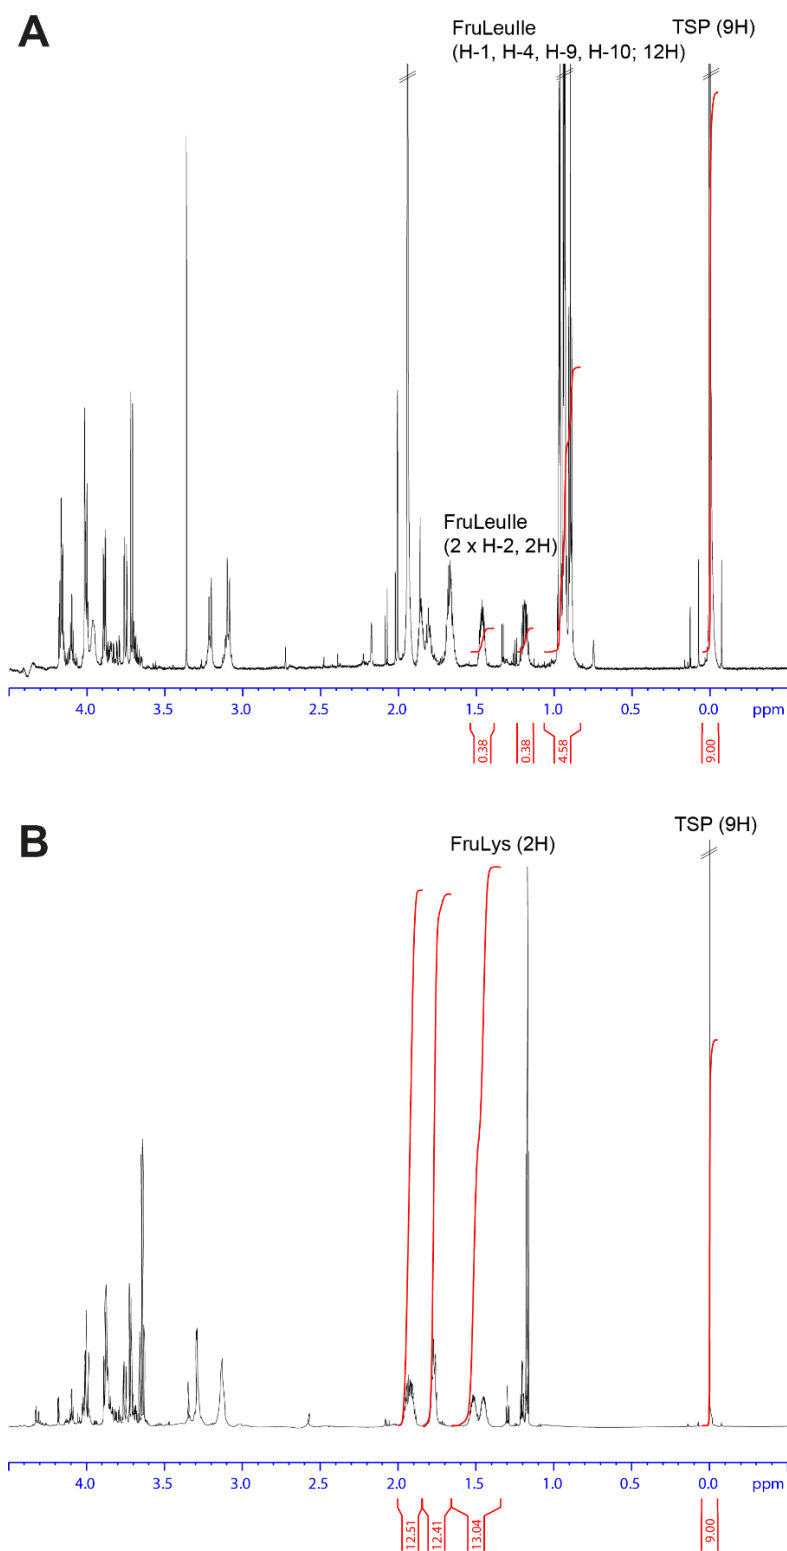 A
FruLeuIle
(H-1, H-4, H-9, H-10; 12H)
TSP (9H)
FruLeuIle
(2 x H-2, 2H)
4.0 3.5 3.0 2.5 2.0 1.5 1.0 0.5 0.0 ppm
0.38 0.38 4.58 9.00
B
FruLys (2H)
TSP (9H)
4.0 3.5 3.0 2.5 2.0 1.5 1.0 0.5 0.0 ppm
12.51 12.41 13.04 9.00